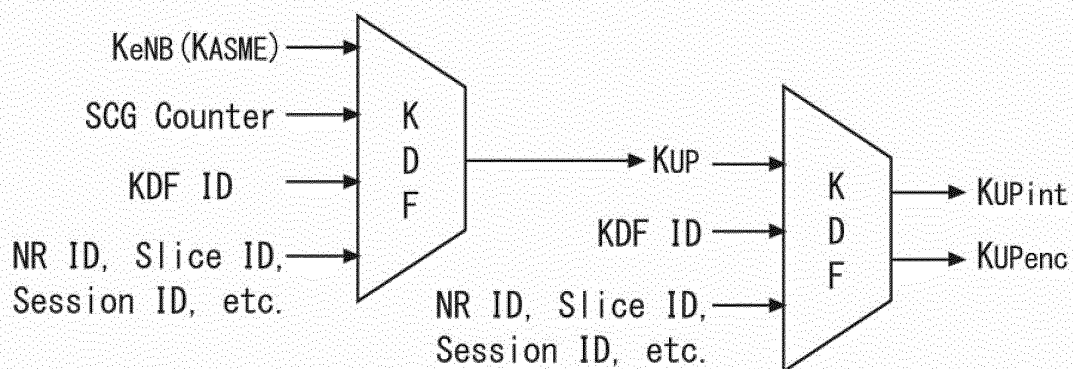 KeNB(KASME)
SCG Counter
KDF ID
NR ID, Slice ID,
Session ID, etc.
K
D
F
KUP
KDF ID
NR ID, Slice ID,
Session ID, etc.
K
D
F
KUPint
KUPenc